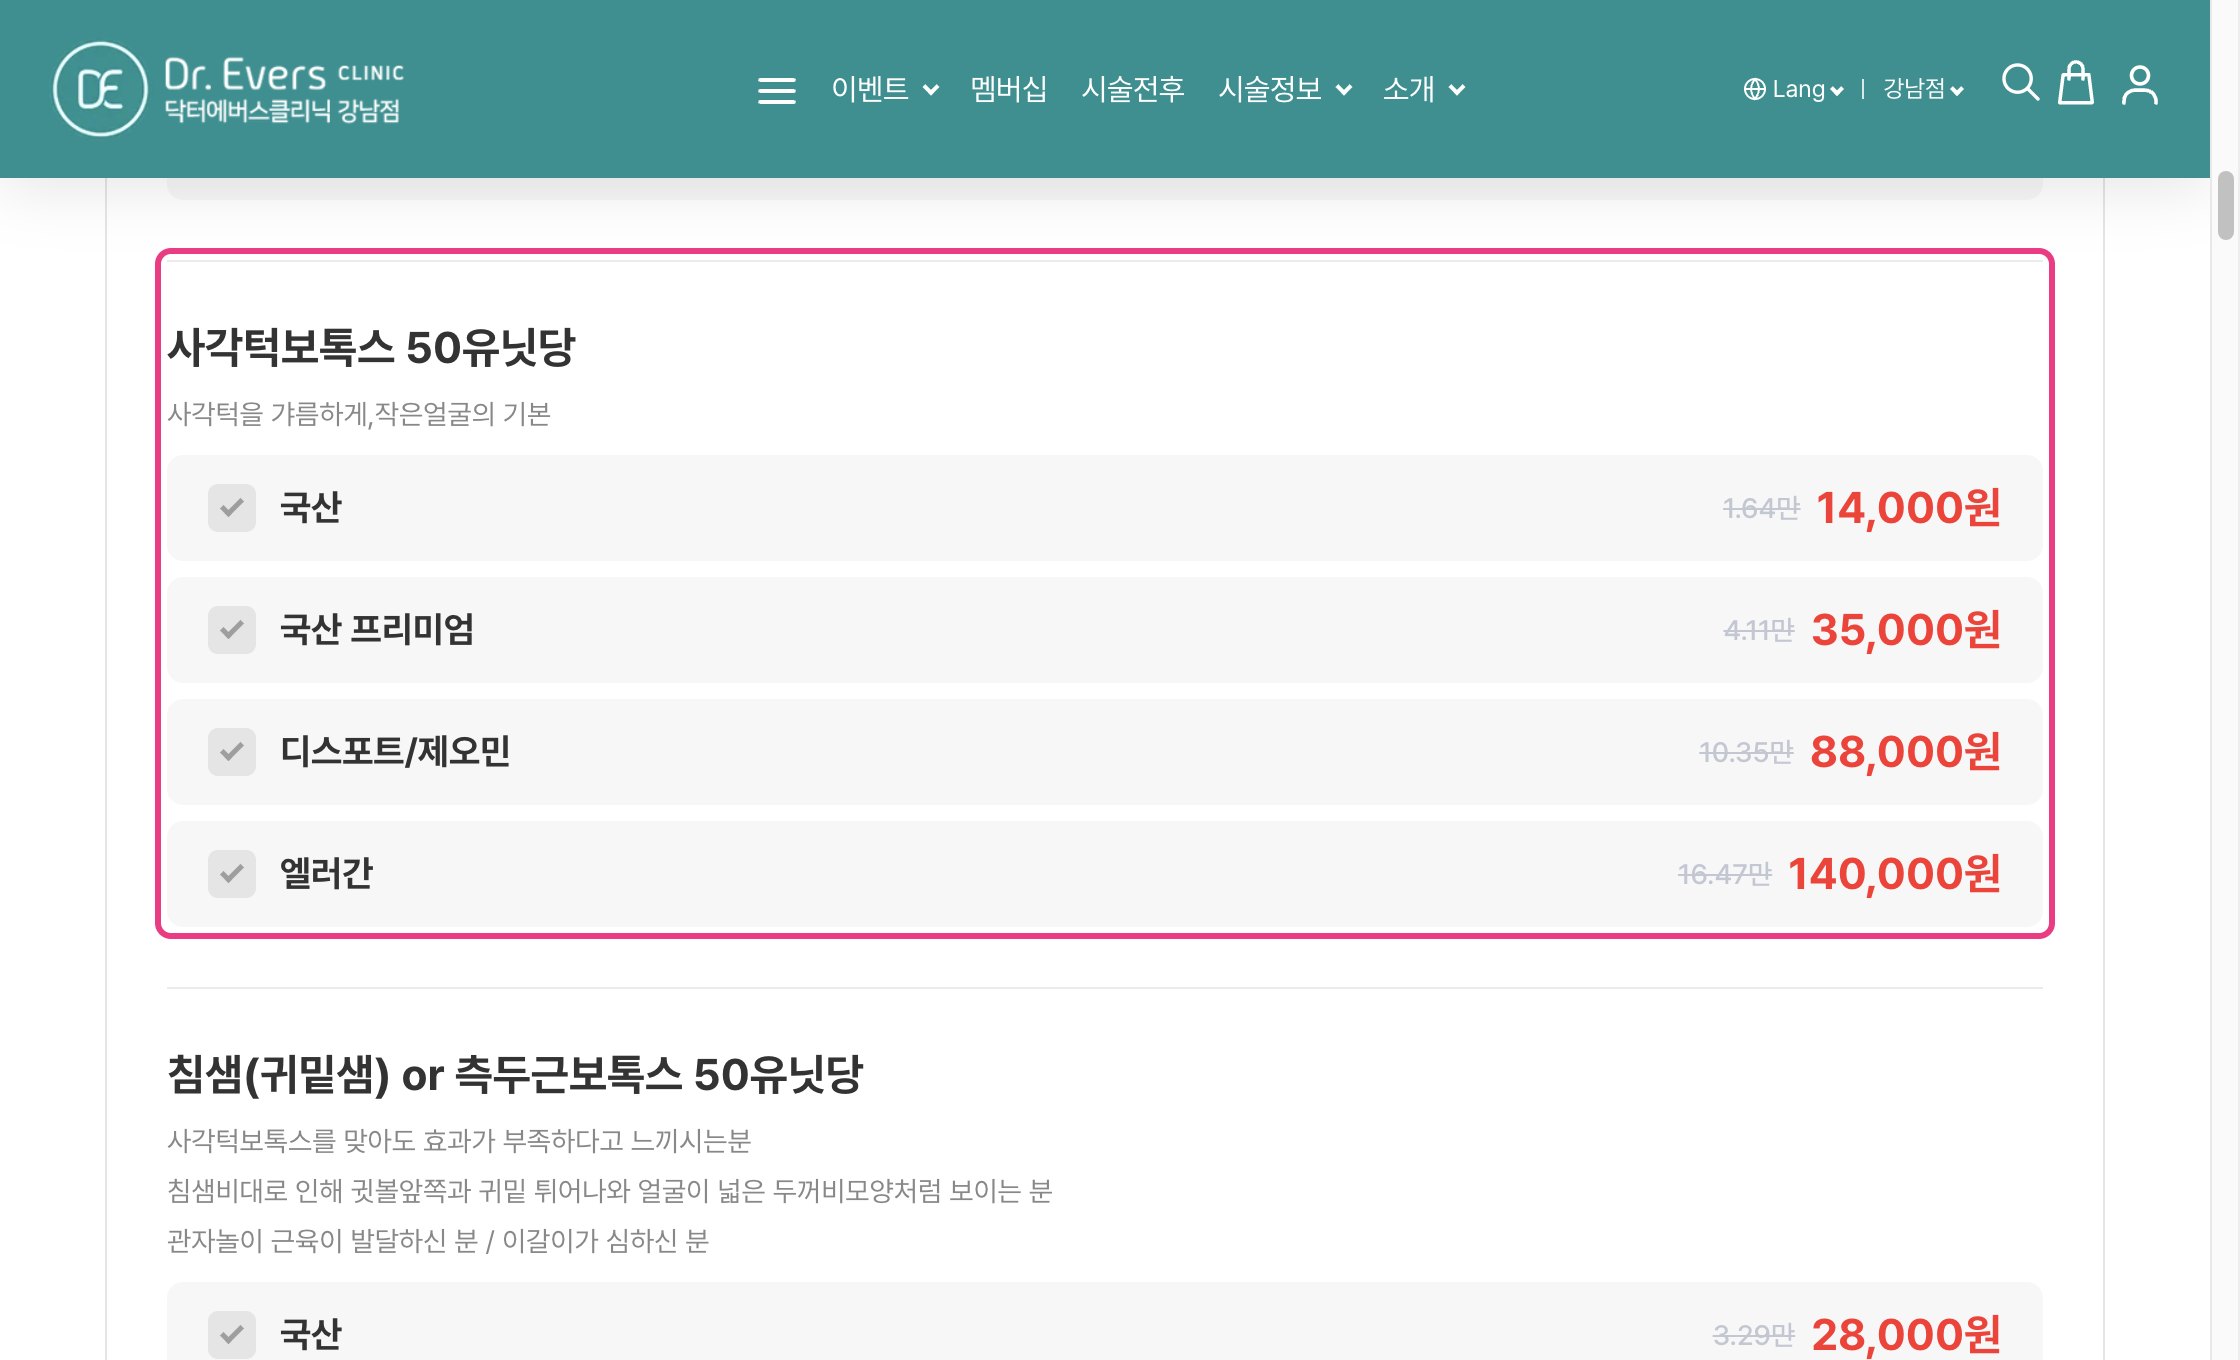 Dr. Evers CLINIC
닥터에버스클리닉 강남점
이벤트 멤버십 시술전후 시술정보 소개
Lang | 강남점
사각턱보톡스 50유닛당
사각턱을 갸름하게,작은얼굴의 기본
국산 1.64만 14,000원
국산 프리미엄 4.11만 35,000원
디스포트/제오민 10.35만 88,000원
엘러간 16.47만 140,000원
침샘(귀밑샘) or 측두근보톡스 50유닛당
사각턱보톡스를 맞아도 효과가 부족하다고 느끼시는분
침샘비대로 인해 귓볼앞쪽과 귀밑 튀어나와 얼굴이 넓은 두꺼비모양처럼 보이는 분
관자놀이 근육이 발달하신 분 / 이갈이가 심하신 분
국산 3.29만 28,000원